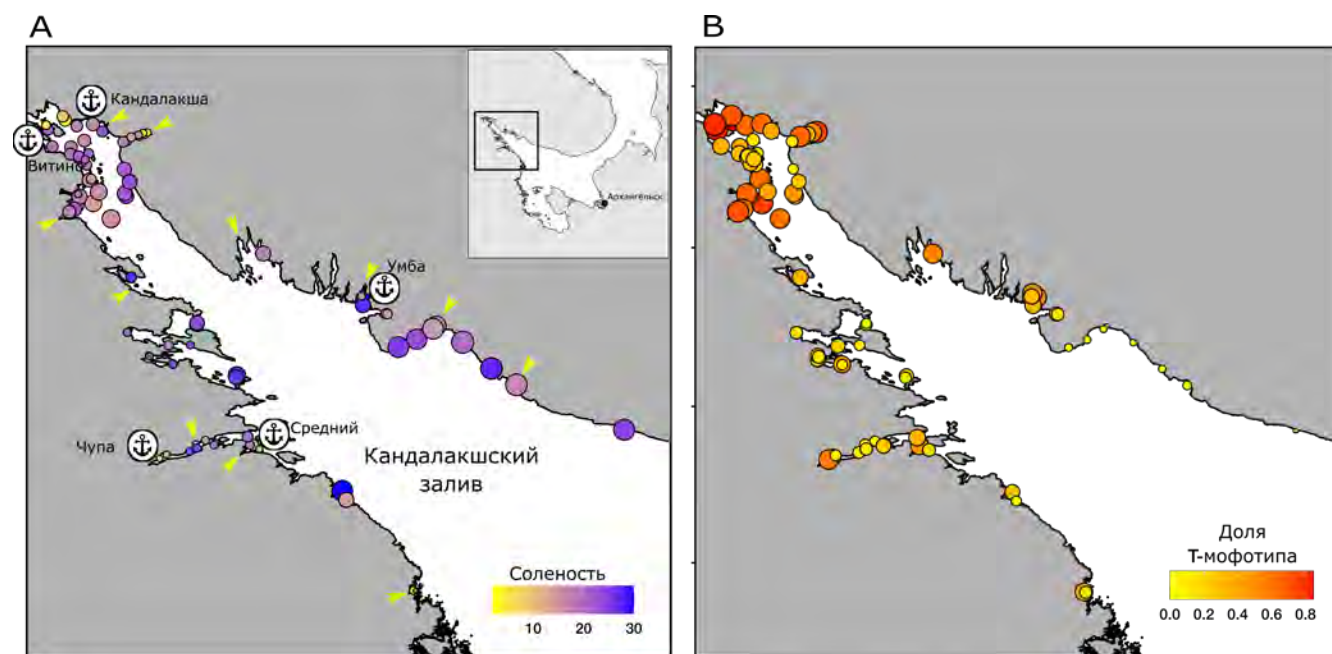 A
B
Кандалакша
Витино
Архангельск
Умба
Средний
Чупа
Кандалакшский
залив
Соленость
10 20 30
Доля
Т-мофотипа
0.0 0.2 0.4 0.6 0.8